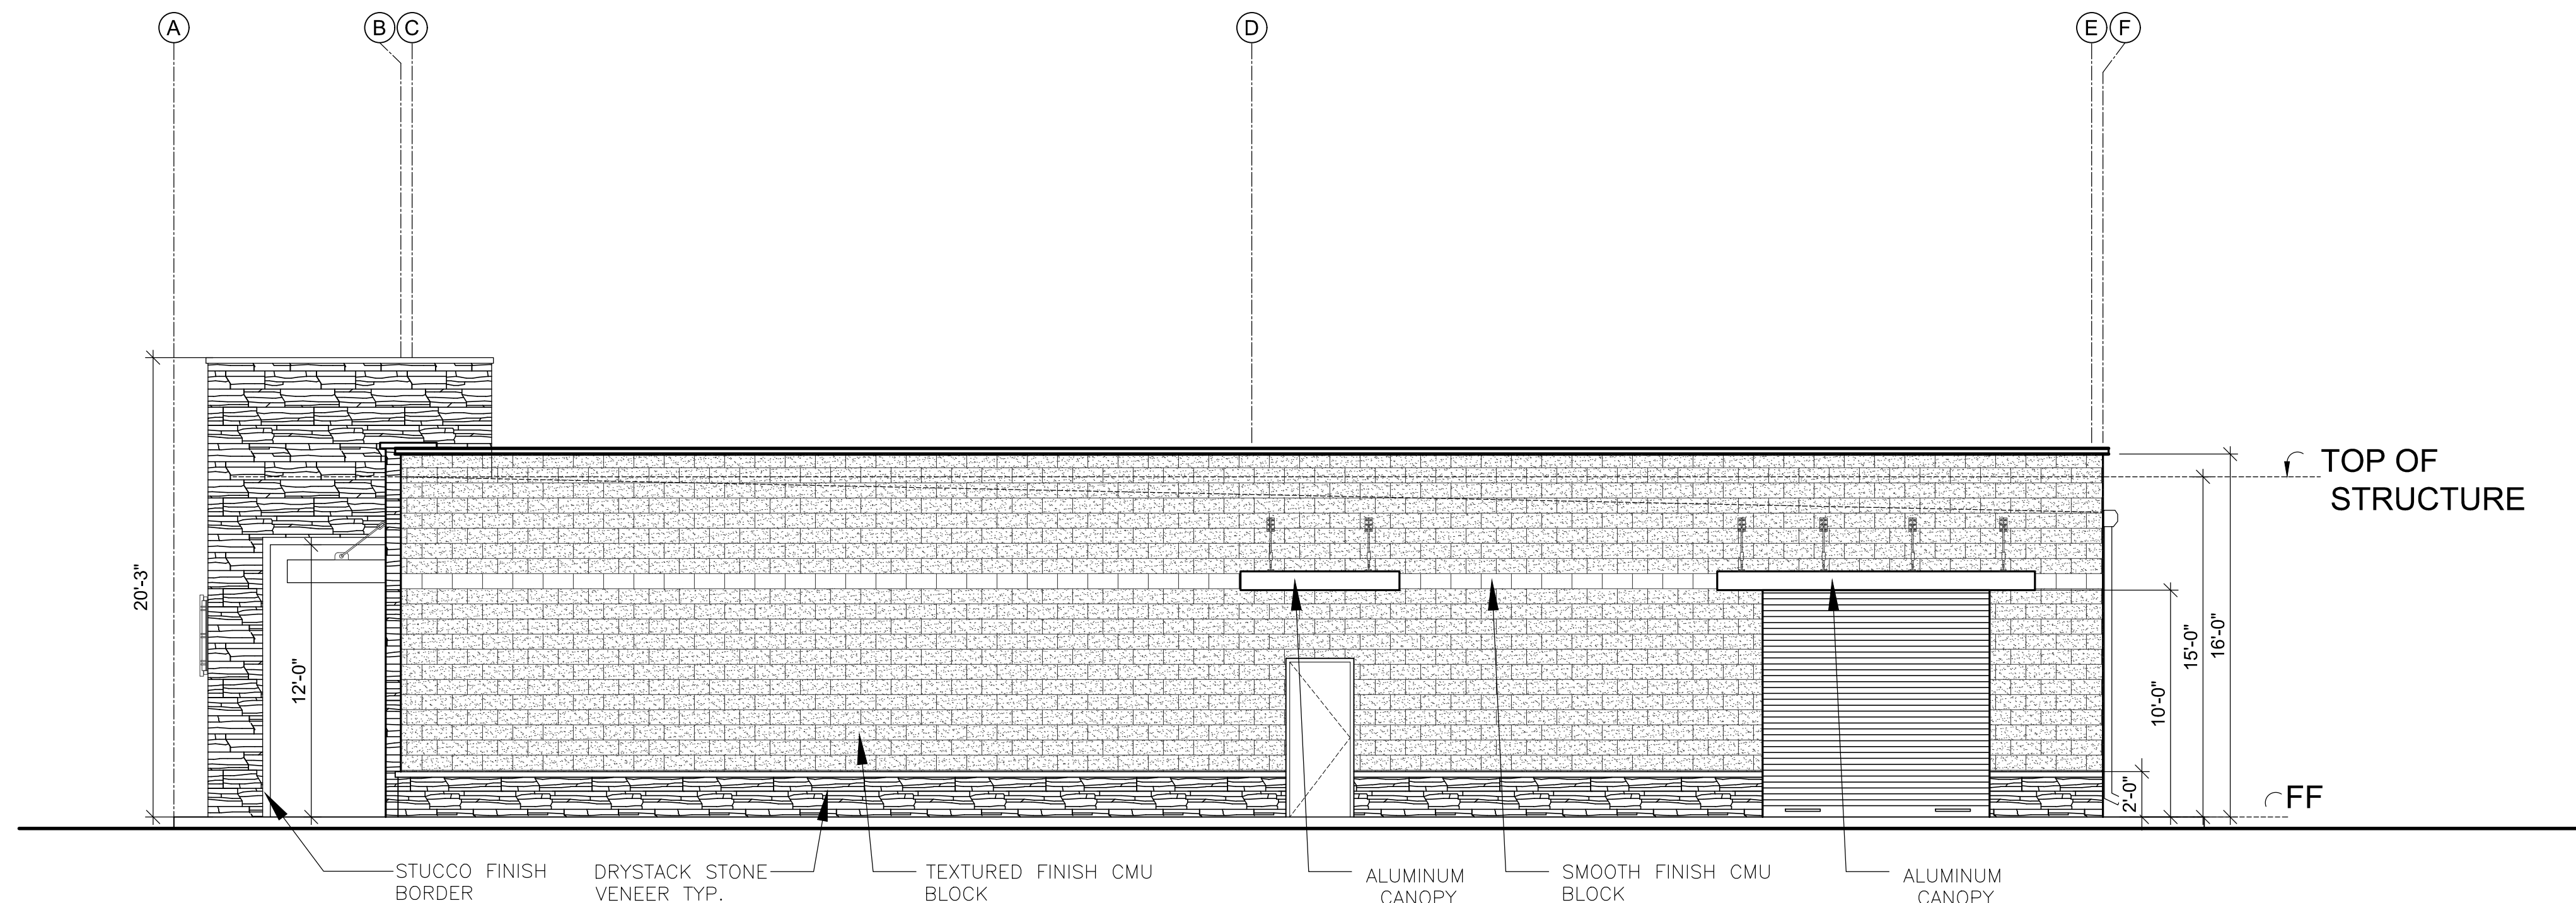 A
B
C
D
E
F
20'-3"
12'-0"
TOP OF
STRUCTURE
16'-0"
15'-0"
10'-0"
2'-0"
FF
STUCCO FINISH
BORDER
DRYSTACK STONE
VENEER TYP.
TEXTURED FINISH CMU
BLOCK
ALUMINUM
CANOPY
SMOOTH FINISH CMU
BLOCK
ALUMINUM
CANOPY